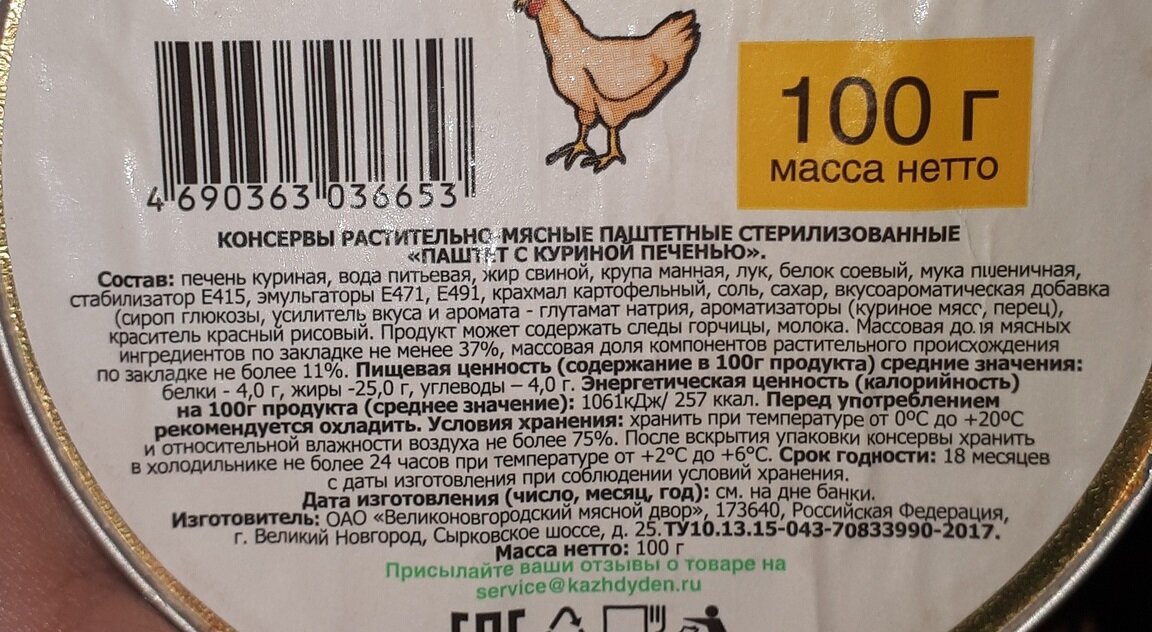 100 г
масса нетто
4 690363 036653
КОНСЕРВЫ РАСТИТЕЛЬНО-МЯСНЫЕ ПАШТЕТНЫЕ СТЕРИЛИЗОВАННЫЕ
«ПАШТЕТ С КУРИНОЙ ПЕЧЕНЬЮ».
Состав: печень куриная, вода питьевая, жир свиной, крупа манная, лук, белок соевый, мука пшеничная,
стабилизатор Е415, эмульгаторы Е471, Е491, крахмал картофельный, соль, сахар, вкусоароматическая добавка
(сироп глюкозы, усилитель вкуса и аромата - глутамат натрия, ароматизаторы (куриное мясо, перец),
краситель красный рисовый. Продукт может содержать следы горчицы, молока. Массовая доля мясных
ингредиентов по закладке не менее 37%, массовая доля компонентов растительного происхождения
по закладке не более 11%. Пищевая ценность (содержание в 100г продукта) средние значения:
белки - 4,0 г, жиры -25,0 г, углеводы – 4,0 г. Энергетическая ценность (калорийность)
на 100г продукта (среднее значение): 1061кДж/ 257 ккал. Перед употреблением
рекомендуется охладить. Условия хранения: хранить при температуре от 0ºС до +20ºС
и относительной влажности воздуха не более 75%. После вскрытия упаковки консервы хранить
в холодильнике не более 24 часов при температуре от +2ºС до +6ºС. Срок годности: 18 месяцев
с даты изготовления при соблюдении условий хранения.
Дата изготовления (число, месяц, год): см. на дне банки.
Изготовитель: ОАО «Великоновгородский мясной двор», 173640, Российская Федерация,
г. Великий Новгород, Сырковское шоссе, д. 25.ТУ10.13.15-043-70833990-2017.
Масса нетто: 100 г
Присылайте ваши отзывы о товаре на
service@kazhdyden.ru